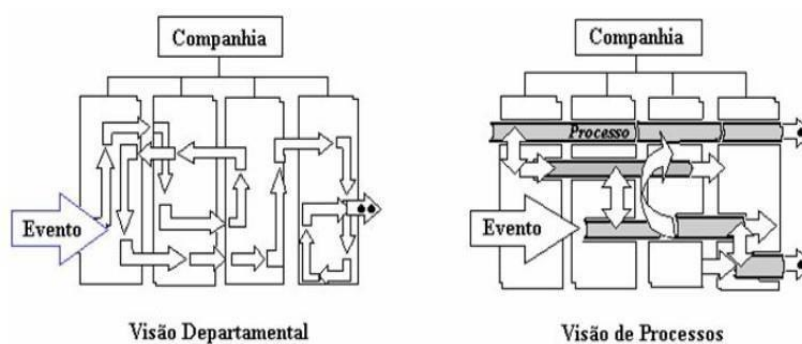 Companhia
Evento
Visão Departamental
Companhia
Processo
Evento
Visão de Processos